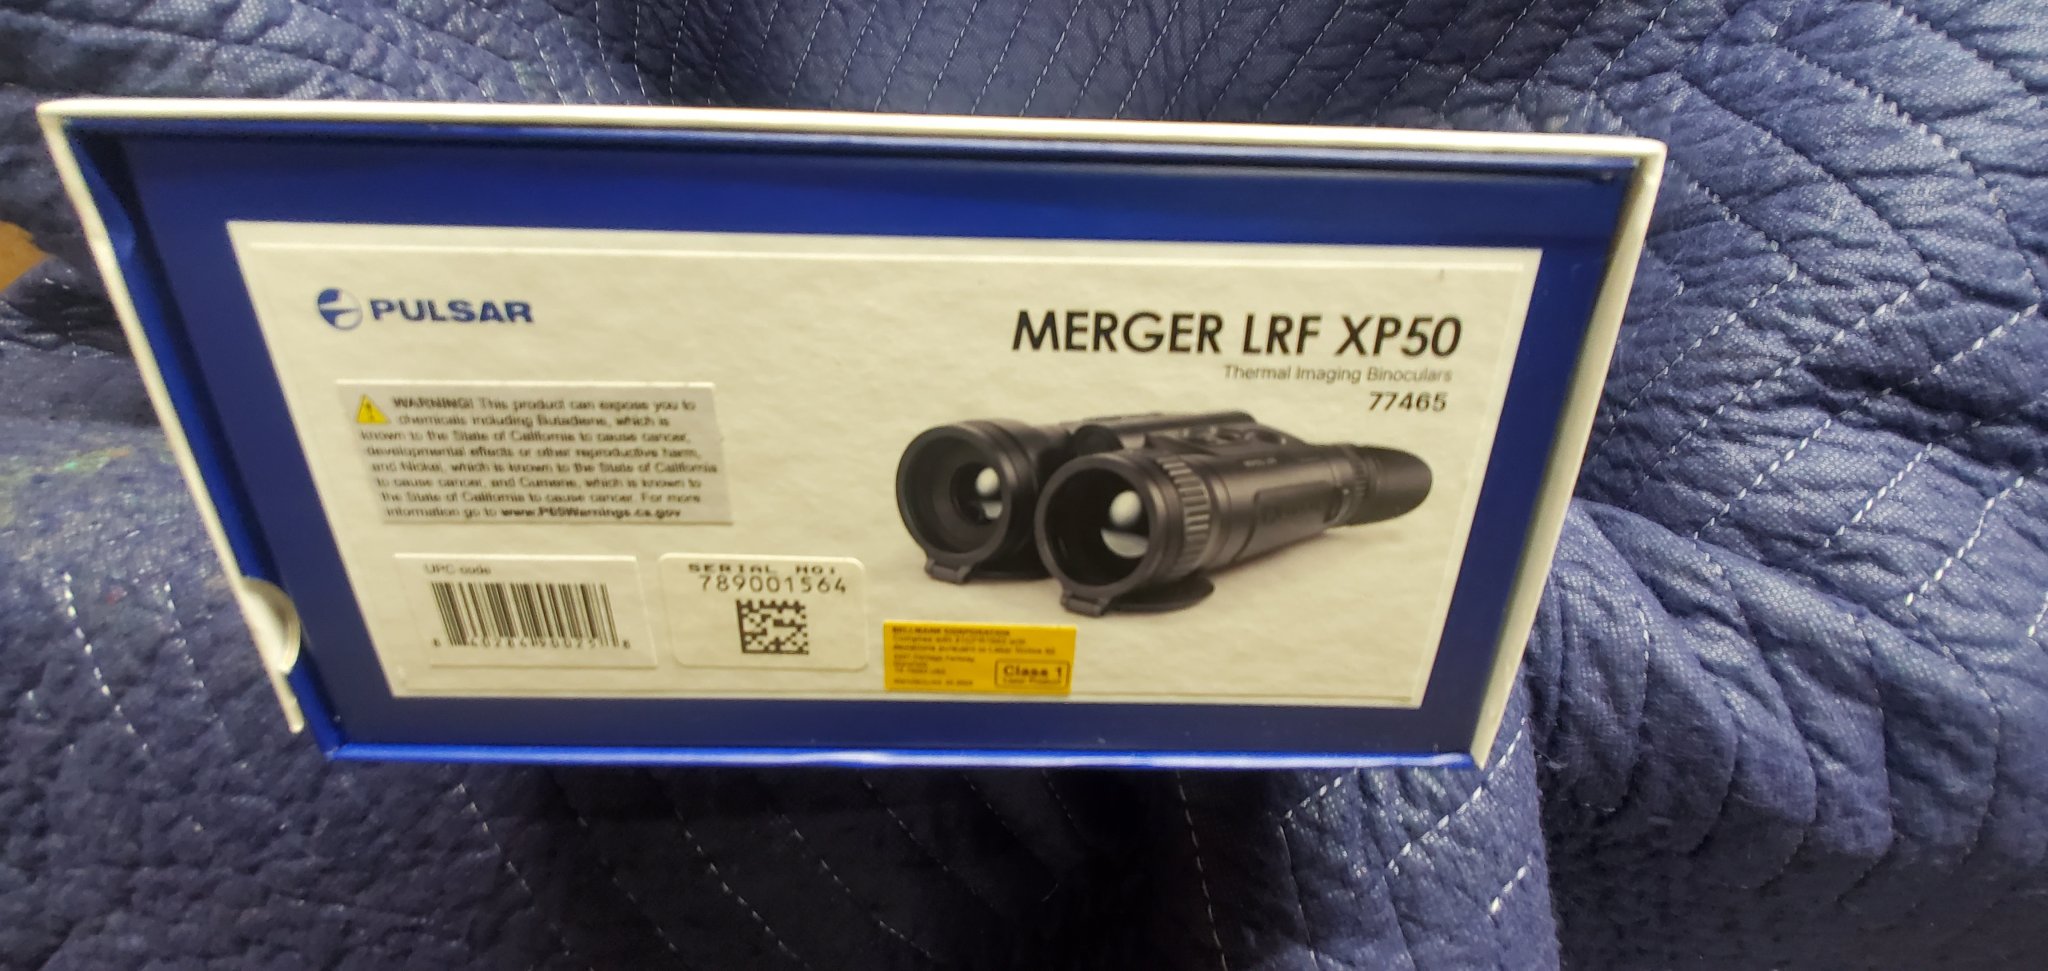 PULSAR
MERGER LRF XP50
Thermal Imaging Binoculars
77465
WARNING! This product can expose you to
chemicals including Butadiene, which is
known to the State of California to cause cancer,
developmental effects or other reproductive harm,
and Nickel, which is known to the State of California
to cause cancer, and Cumene, which is known to
the State of California to cause cancer. For more
information go to www.P65Warnings.ca.gov
UPC code
SERIAL NO:
789001564
Class 1
Laser Product